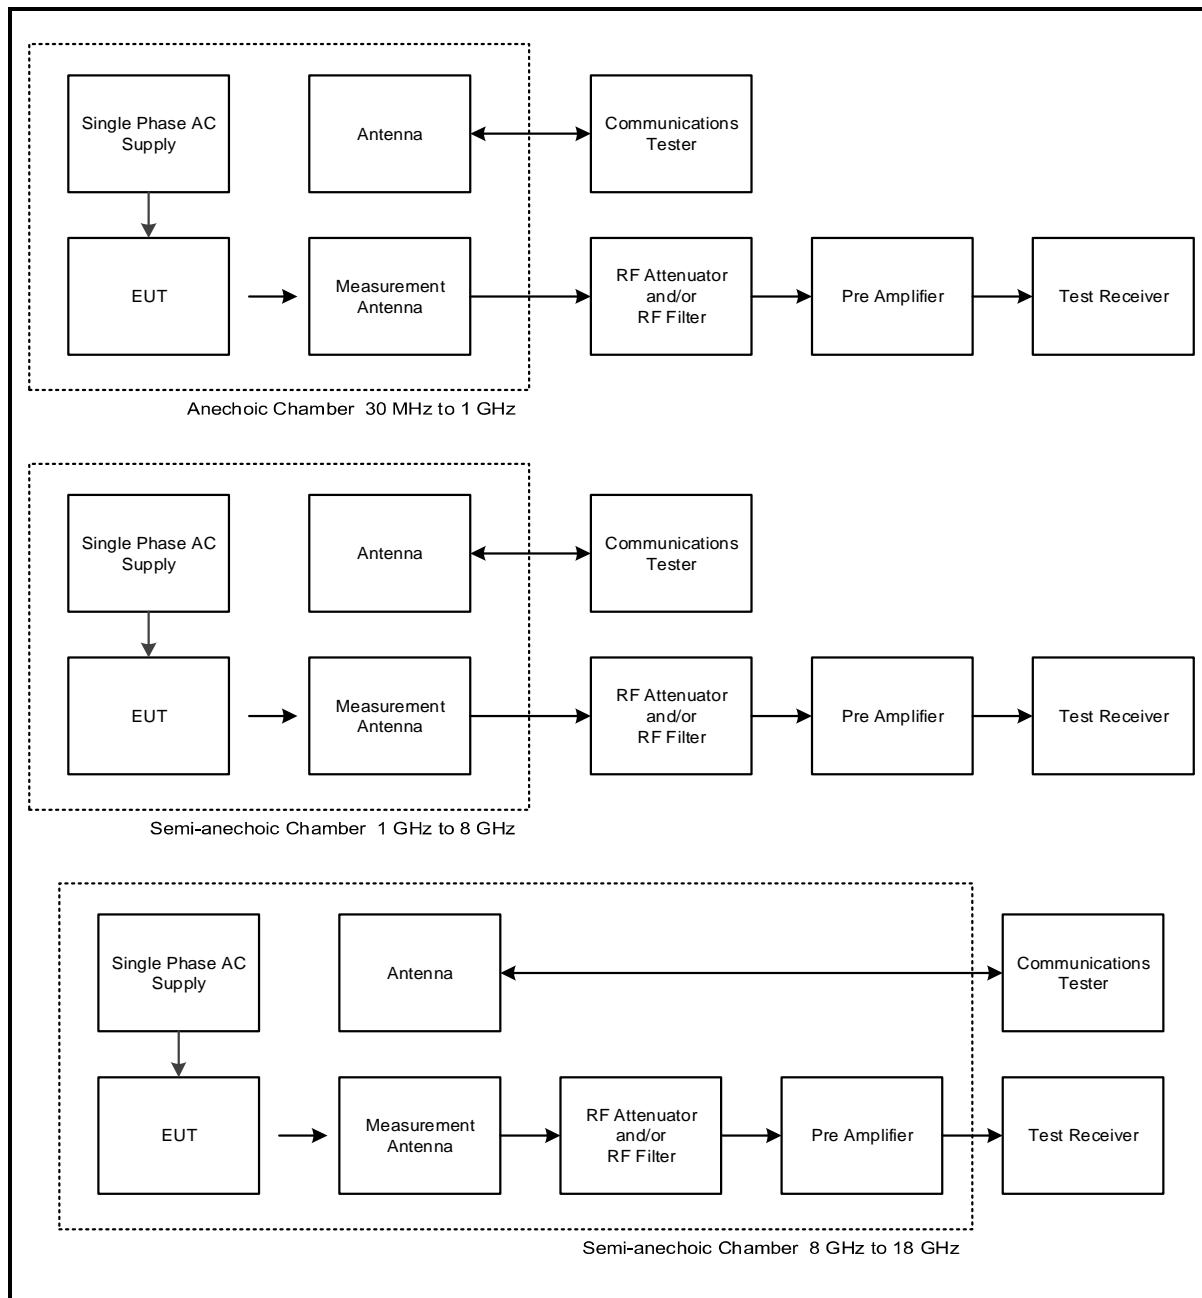 Single Phase AC
Supply
Antenna
Communications
Tester
EUT
Measurement
Antenna
RF Attenuator
and/or
RF Filter
Pre Amplifier
Test Receiver
Anechoic Chamber 30 MHz to 1 GHz
Single Phase AC
Supply
Antenna
Communications
Tester
EUT
Measurement
Antenna
RF Attenuator
and/or
RF Filter
Pre Amplifier
Test Receiver
Semi-anechoic Chamber 1 GHz to 8 GHz
Single Phase AC
Supply
Antenna
Communications
Tester
EUT
Measurement
Antenna
RF Attenuator
and/or
RF Filter
Pre Amplifier
Test Receiver
Semi-anechoic Chamber 8 GHz to 18 GHz